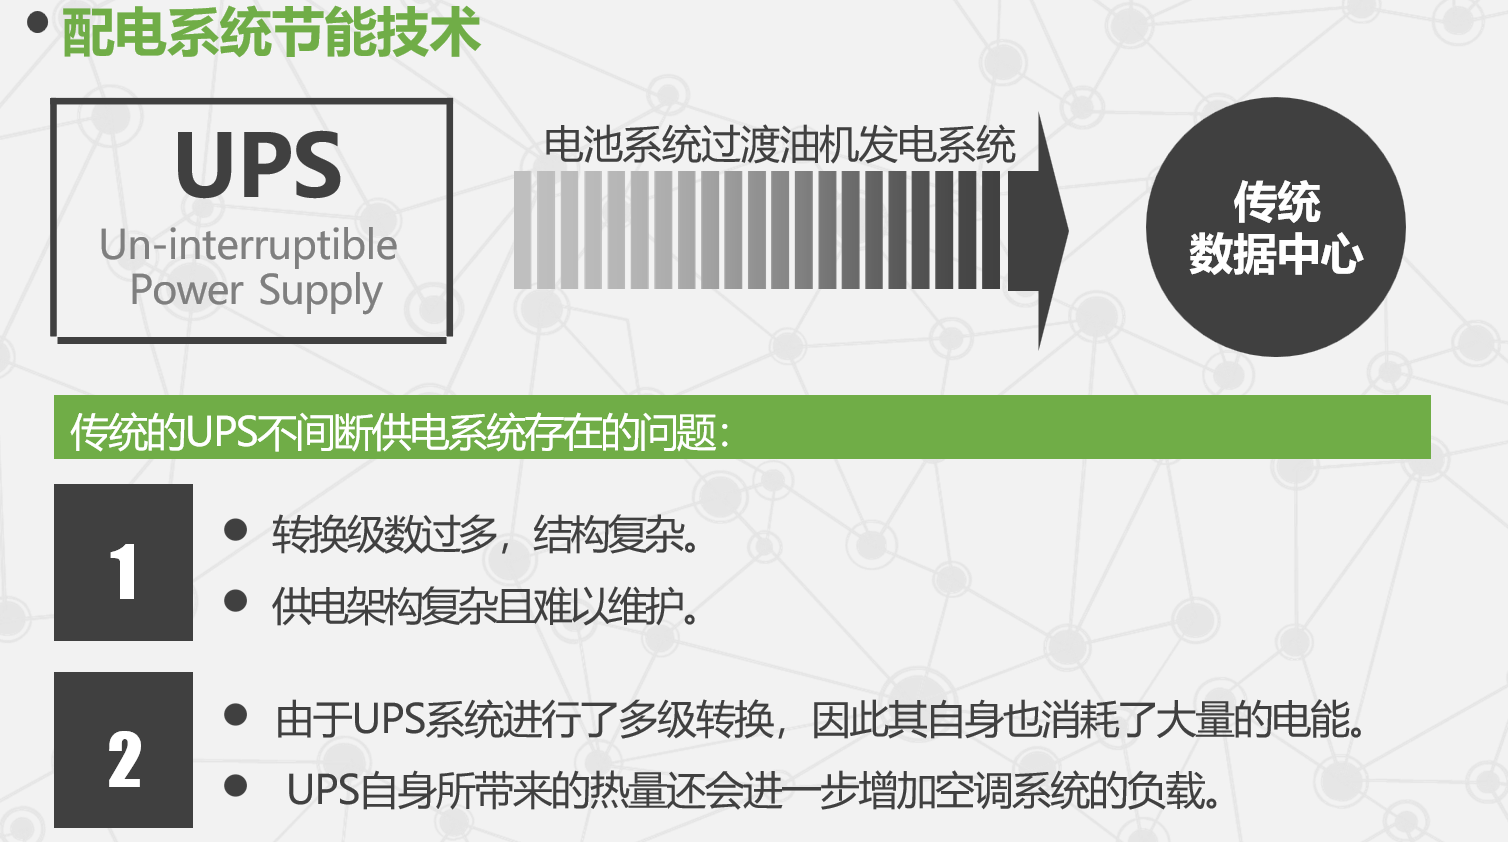 配电系统节能技术
UPS
Un-interruptible
Power Supply
电池系统过渡油机发电系统
传统
数据中心
传统的UPS不间断供电系统存在的问题：
1
转换级数过多，结构复杂。
供电架构复杂且难以维护。
2
由于UPS系统进行了多级转换，因此其自身也消耗了大量的电能。
UPS自身所带来的热量还会进一步增加空调系统的负载。